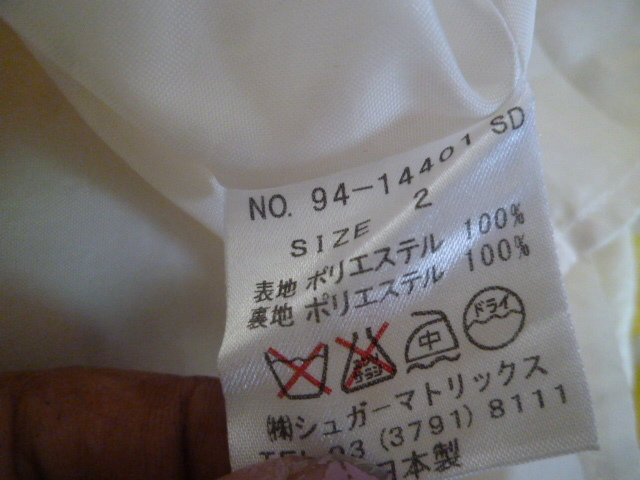 NO. 94-14401 SD
SIZE 2
表地 ポリエステル 100%
裏地 ポリエステル 100%
中 ドライ
㈱シュガーマトリックス
TEL 03 (3791) 8111
日本製